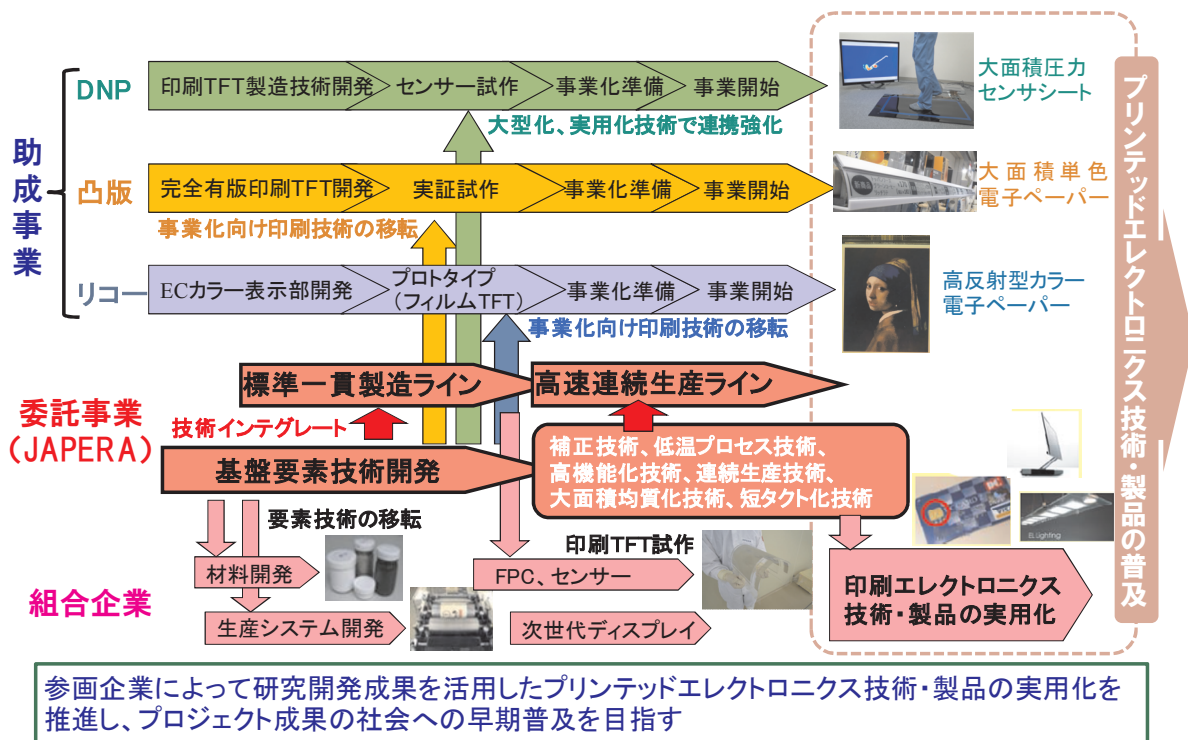 助成事業
DNP
印刷TFT製造技術開発
センサー試作
事業化準備
事業開始
大面積圧力
センサシート
大型化、実用化技術で連携強化
凸版
完全有版印刷TFT開発
実証試作
事業化準備
事業開始
大面積単色
電子ペーパー
事業化向け印刷技術の移転
リコー
ECカラー表示部開発
プロトタイプ
（フィルムTFT）
事業化準備
事業開始
高反射型カラー
電子ペーパー
事業化向け印刷技術の移転
プリンテッドエレクトロニクス技術・製品の普及
委託事業
（JAPERA）
標準一貫製造ライン
高速連続生産ライン
技術インテグレート
基盤要素技術開発
補正技術、低温プロセス技術、
高機能化技術、連続生産技術、
大面積均質化技術、短タクト化技術
EL Lighting
要素技術の移転
印刷TFT試作
組合企業
材料開発
FPC、センサー
生産システム開発
次世代ディスプレイ
印刷エレクトロニクス
技術・製品の実用化
参画企業によって研究開発成果を活用したプリンテッドエレクトロニクス技術・製品の実用化を
推進し、プロジェクト成果の社会への早期普及を目指す